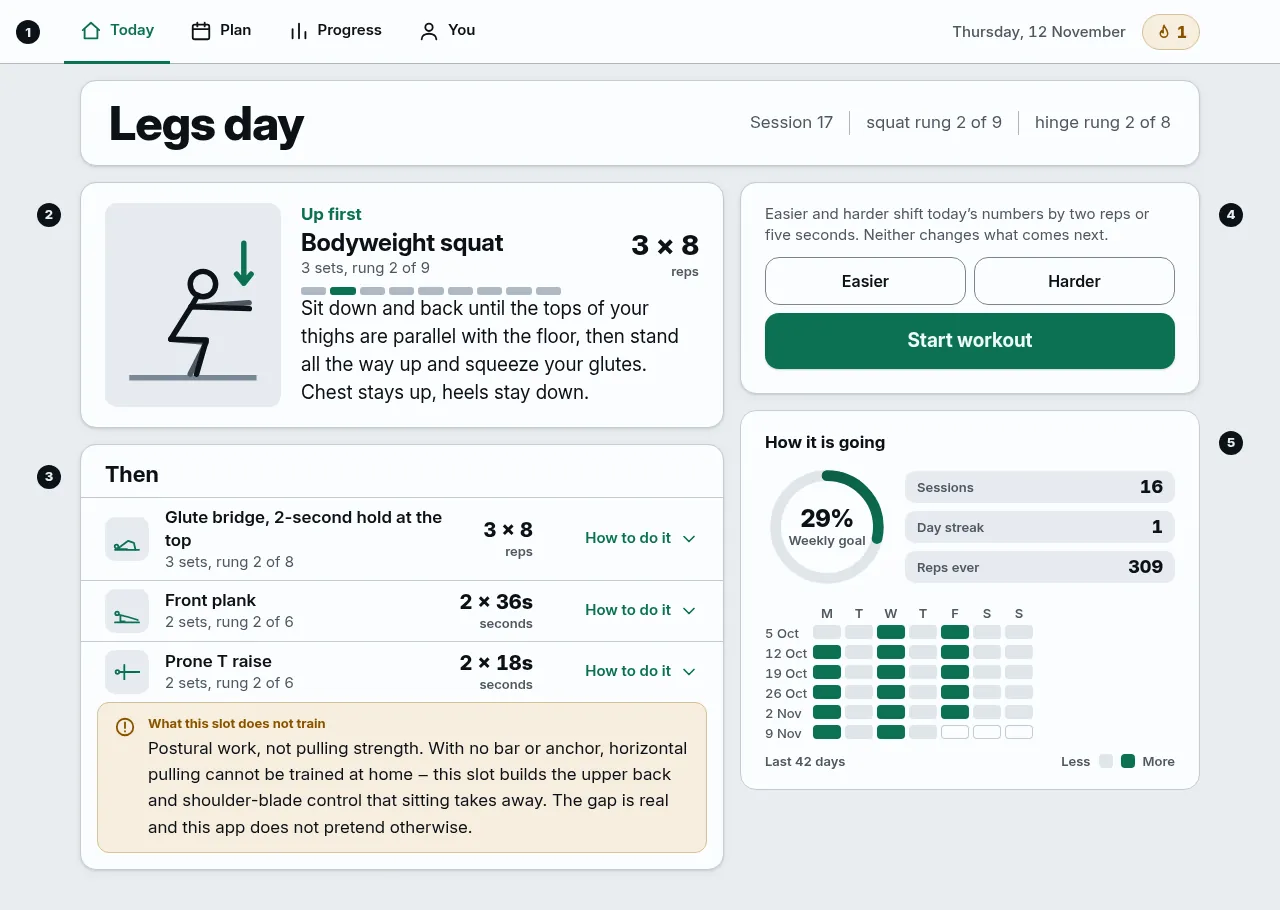 1
Today
Plan
Progress
You
Thursday, 12 November
1
Legs day
Session 17
squat rung 2 of 9
hinge rung 2 of 8
2
Up first
Bodyweight squat
3 sets, rung 2 of 9
3 × 8
reps
Sit down and back until the tops of your
thighs are parallel with the floor, then stand
all the way up and squeeze your glutes.
Chest stays up, heels stay down.
3
Then
Glute bridge, 2-second hold at the
top
3 sets, rung 2 of 8
3 × 8
reps
How to do it
Front plank
2 sets, rung 2 of 6
2 × 36s
seconds
How to do it
Prone T raise
2 sets, rung 2 of 6
2 × 18s
seconds
How to do it
What this slot does not train
Postural work, not pulling strength. With no bar or anchor, horizontal
pulling cannot be trained at home – this slot builds the upper back
and shoulder-blade control that sitting takes away. The gap is real
and this app does not pretend otherwise.
4
Easier and harder shift today’s numbers by two reps or
five seconds. Neither changes what comes next.
Easier
Harder
Start workout
5
How it is going
29%
Weekly goal
Sessions 16
Day streak 1
Reps ever 309
M T W T F S S
5 Oct
12 Oct
19 Oct
26 Oct
2 Nov
9 Nov
Last 42 days
Less
More